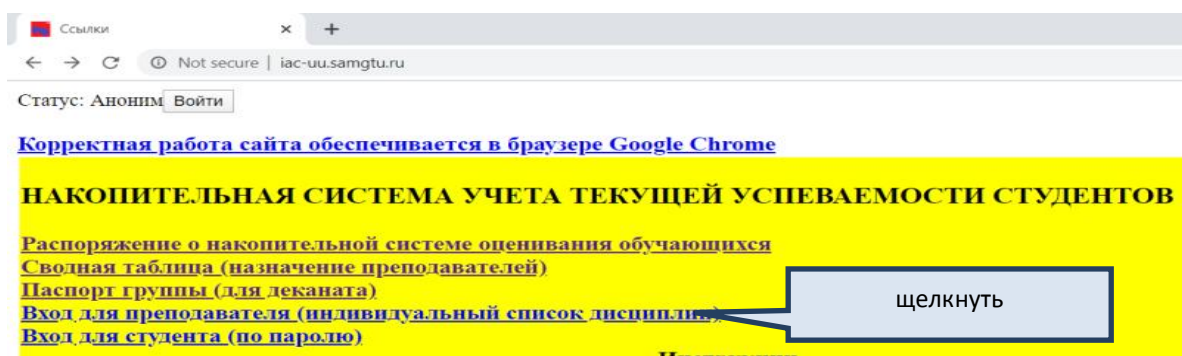 Ссылки
Not secure | iac-uu.samgtu.ru
Статус: Аноним Войти
Корректная работа сайта обеспечивается в браузере Google Chrome
НАКОПИТЕЛЬНАЯ СИСТЕМА УЧЕТА ТЕКУЩЕЙ УСПЕВАЕМОСТИ СТУДЕНТОВ
Распоряжение о накопительной системе оценивания обучающихся
Сводная таблица (назначение преподавателей)
Паспорт группы (для деканата)
щелкнуть
Вход для преподавателя (индивидуальный список дисциплин)
Вход для студента (по паролю)